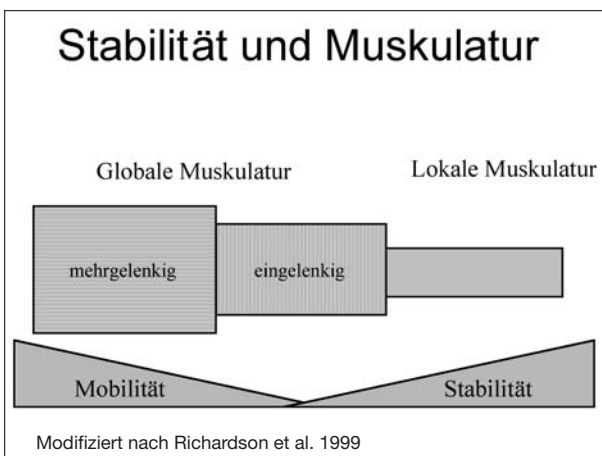 Stabilität und Muskulatur
Globale Muskulatur
Lokale Muskulatur
mehrgelenkig
eingelenkig
Mobilität
Stabilität
Modifiziert nach Richardson et al. 1999